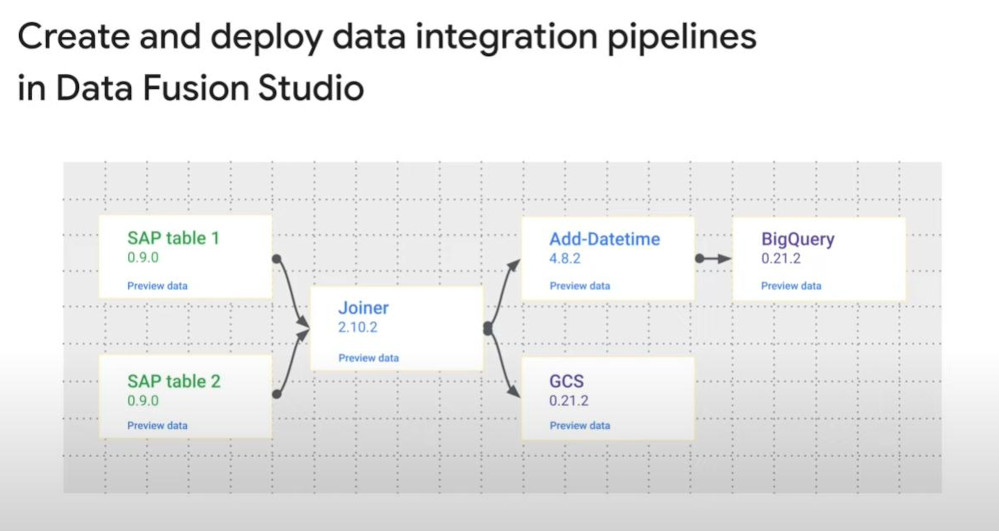 Create and deploy data integration pipelines
in Data Fusion Studio
SAP table 1
0.9.0
Preview data
SAP table 2
0.9.0
Preview data
Joiner
2.10.2
Preview data
Add-Datetime
4.8.2
Preview data
GCS
0.21.2
Preview data
BigQuery
0.21.2
Preview data